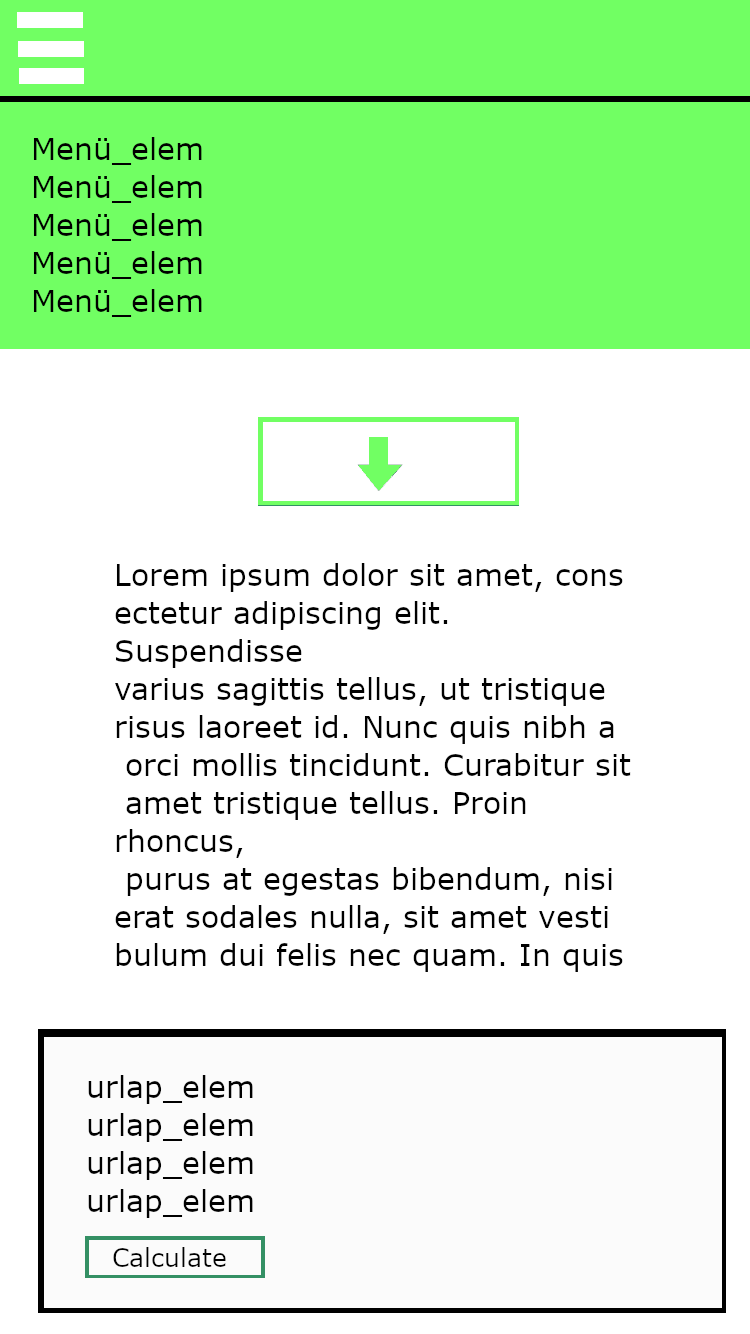 Menü_elem
Menü_elem
Menü_elem
Menü_elem
Menü_elem
Lorem ipsum dolor sit amet, cons
ectetur adipiscing elit.
Suspendisse
varius sagittis tellus, ut tristique
risus laoreet id. Nunc quis nibh a
orci mollis tincidunt. Curabitur sit
amet tristique tellus. Proin
rhoncus,
purus at egestas bibendum, nisi
erat sodales nulla, sit amet vesti
bulum dui felis nec quam. In quis
urlap_elem
urlap_elem
urlap_elem
urlap_elem
Calculate